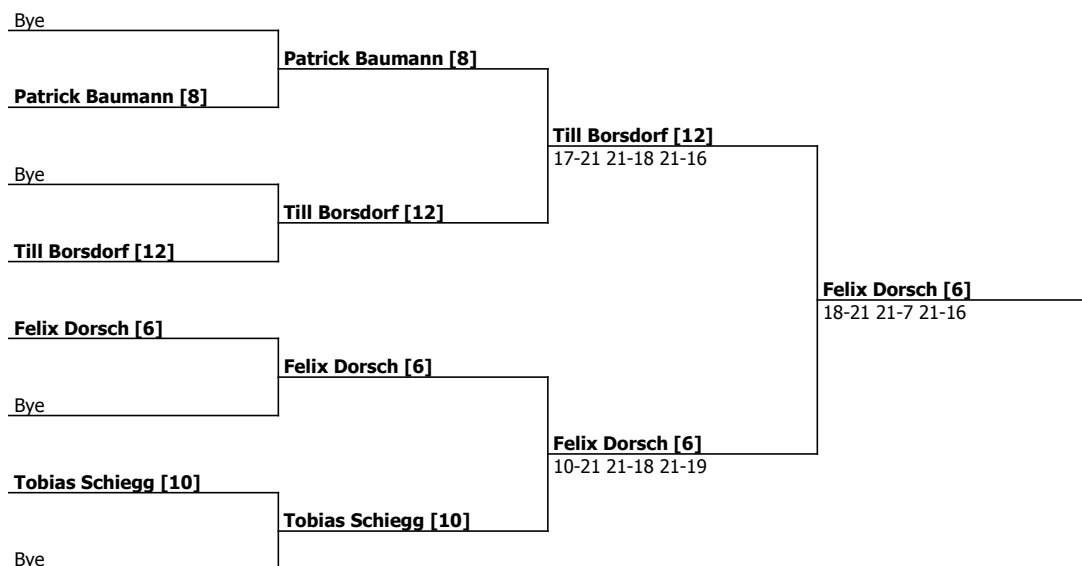 Bye
Patrick Baumann [8]
Patrick Baumann [8]
Till Borsdorf [12]
17-21 21-18 21-16
Bye
Till Borsdorf [12]
Till Borsdorf [12]
Felix Dorsch [6]
18-21 21-7 21-16
Felix Dorsch [6]
Felix Dorsch [6]
Bye
Felix Dorsch [6]
10-21 21-18 21-19
Tobias Schiegg [10]
Tobias Schiegg [10]
Bye